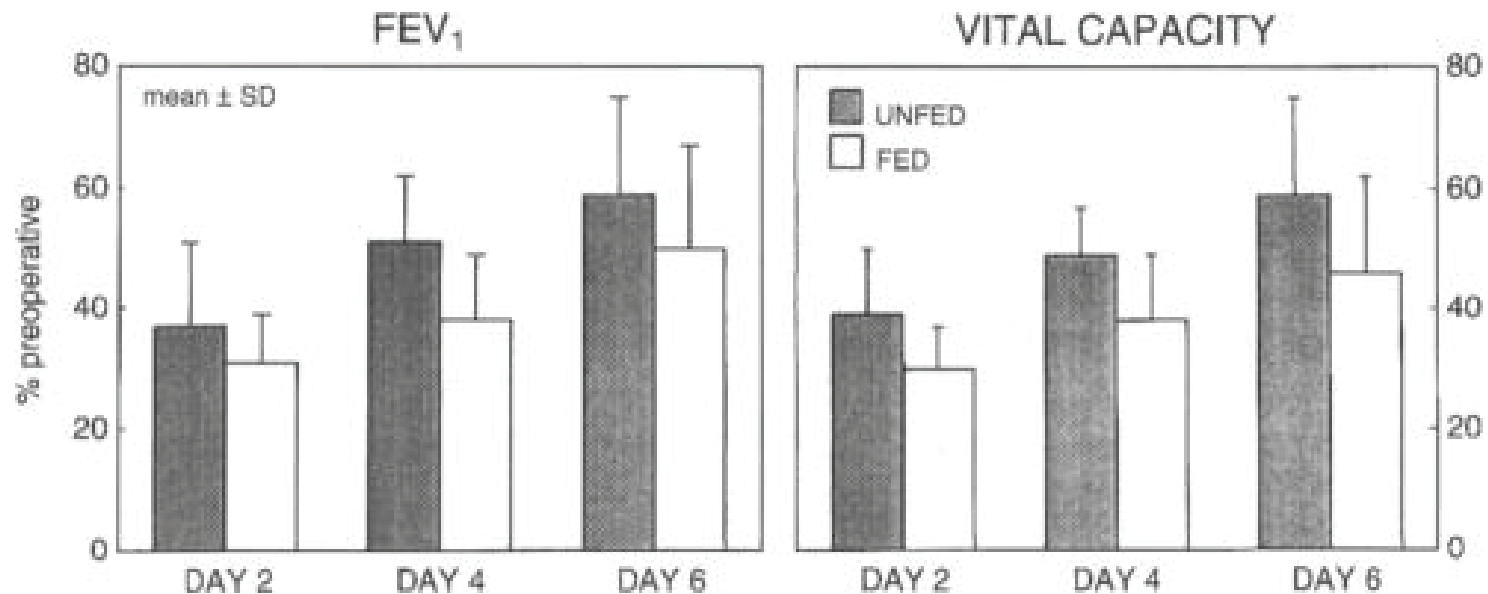 FEV₁
mean ± SD
% preoperative
80
60
40
20
0
DAY 2
DAY 4
DAY 6
VITAL CAPACITY
UNFED
FED
80
60
40
20
0
DAY 2
DAY 4
DAY 6